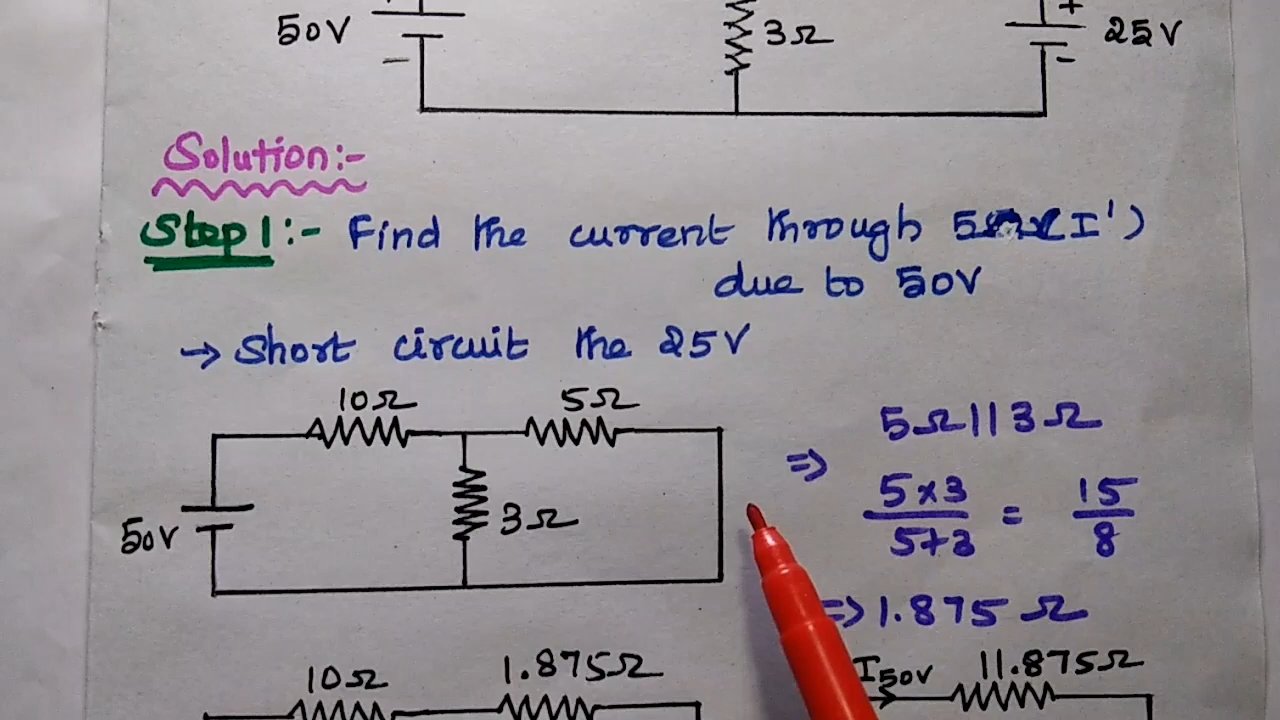 50V 3Ω + 25V
−
−
Solution:-
Step 1:- Find the current through 5Ω (I')
due to 50V
→ Short circuit the 25V
10Ω 5Ω
50V 3Ω
⇒ 5Ω||3Ω
5×3 = 15
5+3 8
⇒ 1.875Ω
10Ω 1.875Ω
I50V 11.875Ω